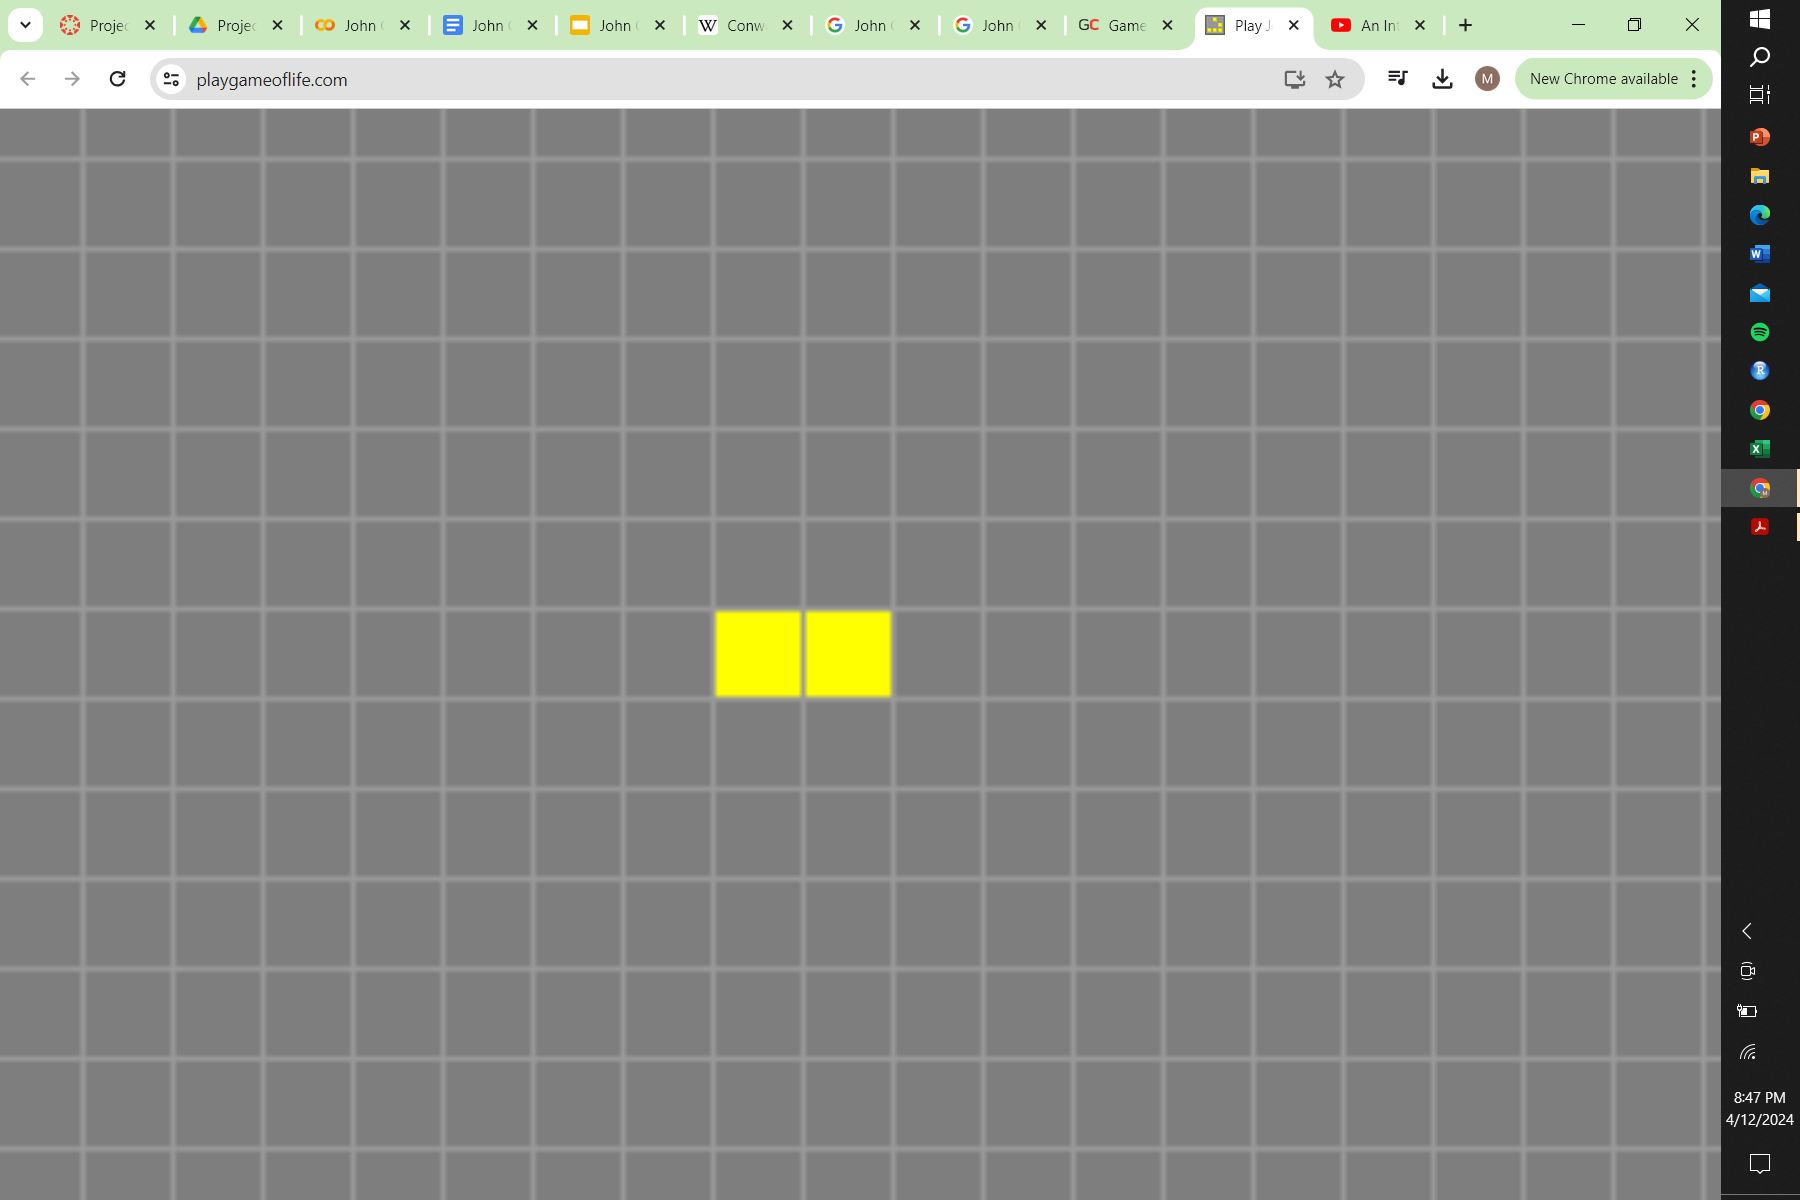 Projec
Projec
John
John
John
Conw
John
John
GC Game
Play J
An Int
playgameoflife.com
M
New Chrome available
8:47 PM
4/12/2024